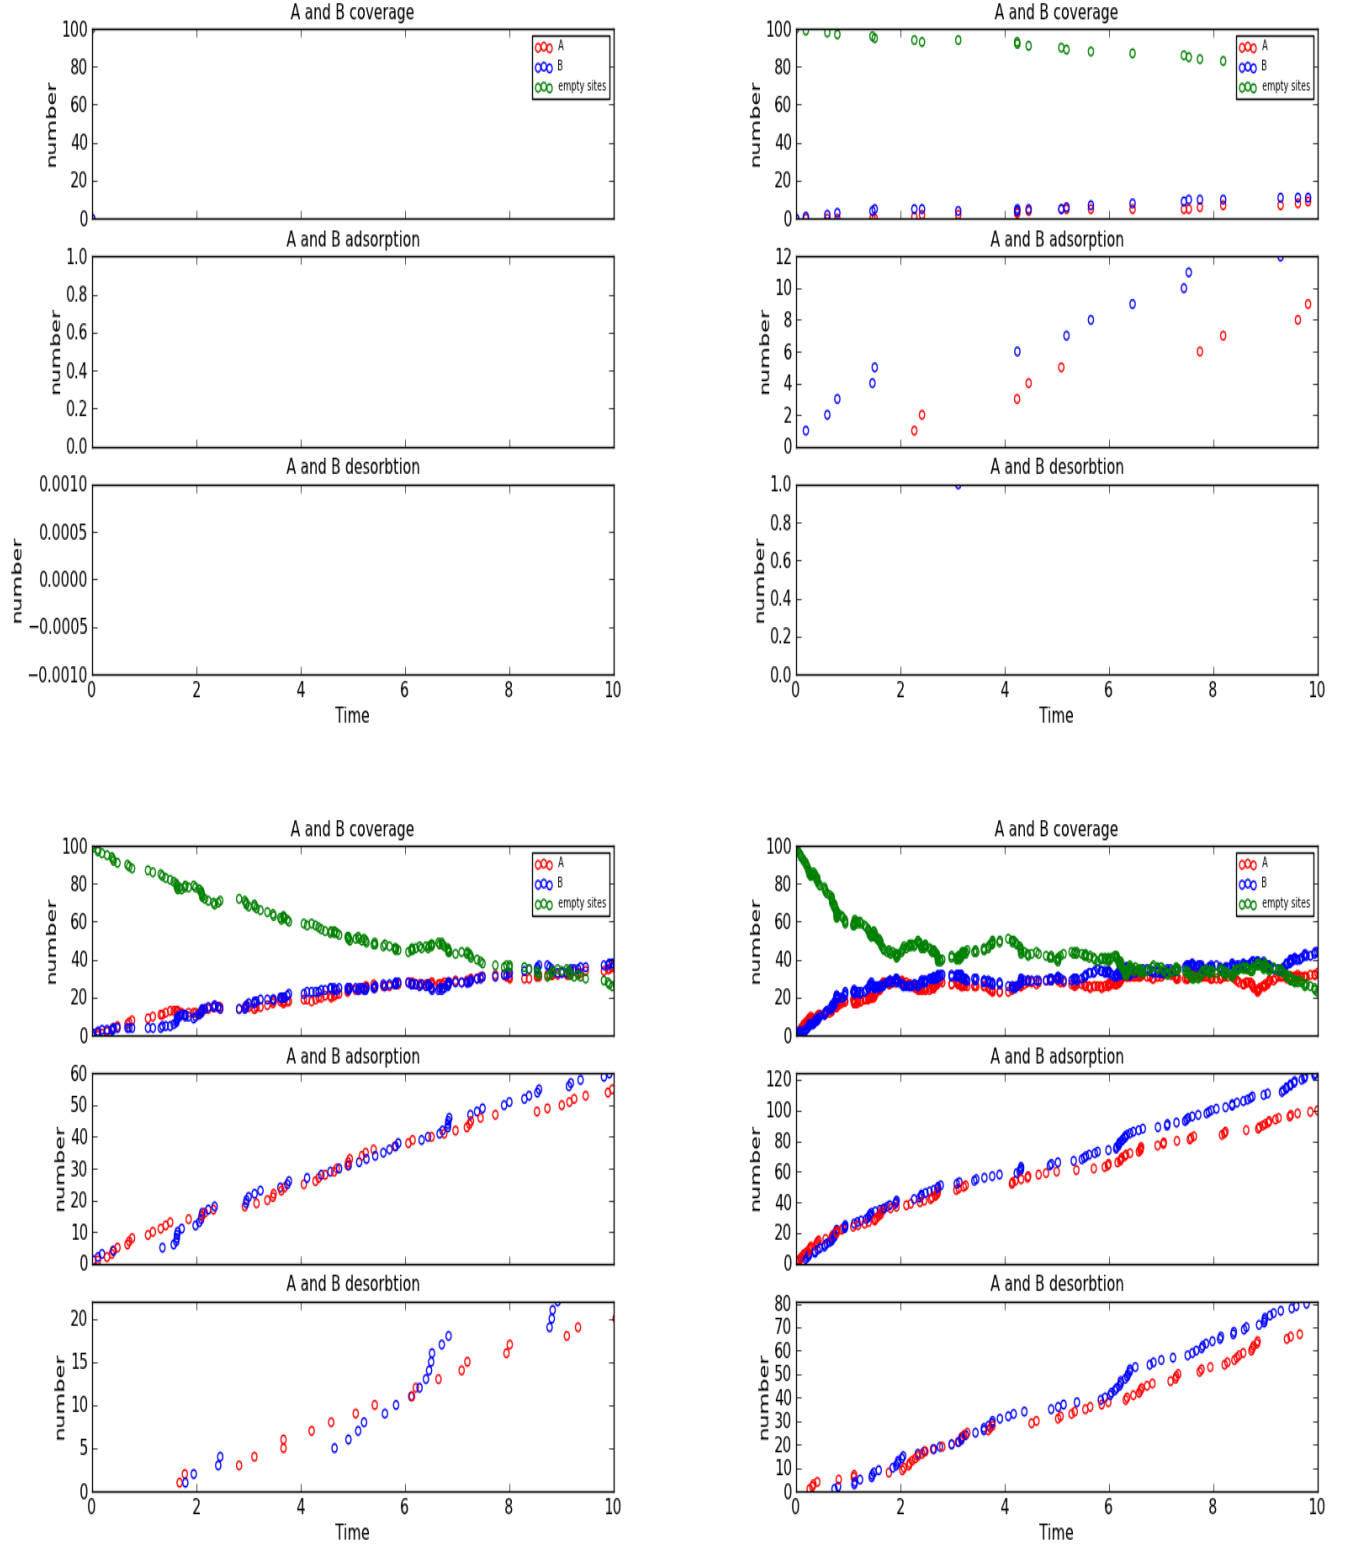 A and B coverage
number
100
80
60
40
20
0
A
B
empty sites
A and B adsorption
number
1.0
0.8
0.6
0.4
0.2
0.0
A and B desorbtion
number
0.0010
0.0005
0.0000
−0.0005
−0.0010
0 2 4 6 8 10
Time
A and B coverage
number
100
80
60
40
20
0
A
B
empty sites
A and B adsorption
number
12
10
8
6
4
2
0
A and B desorbtion
number
1.0
0.8
0.6
0.4
0.2
0.0
0 2 4 6 8 10
Time
A and B coverage
number
100
80
60
40
20
0
A
B
empty sites
A and B adsorption
number
60
50
40
30
20
10
0
A and B desorbtion
number
20
15
10
5
0
0 2 4 6 8 10
Time
A and B coverage
number
100
80
60
40
20
0
A
B
empty sites
A and B adsorption
number
120
100
80
60
40
20
0
A and B desorbtion
number
80
70
60
50
40
30
20
10
0
0 2 4 6 8 10
Time